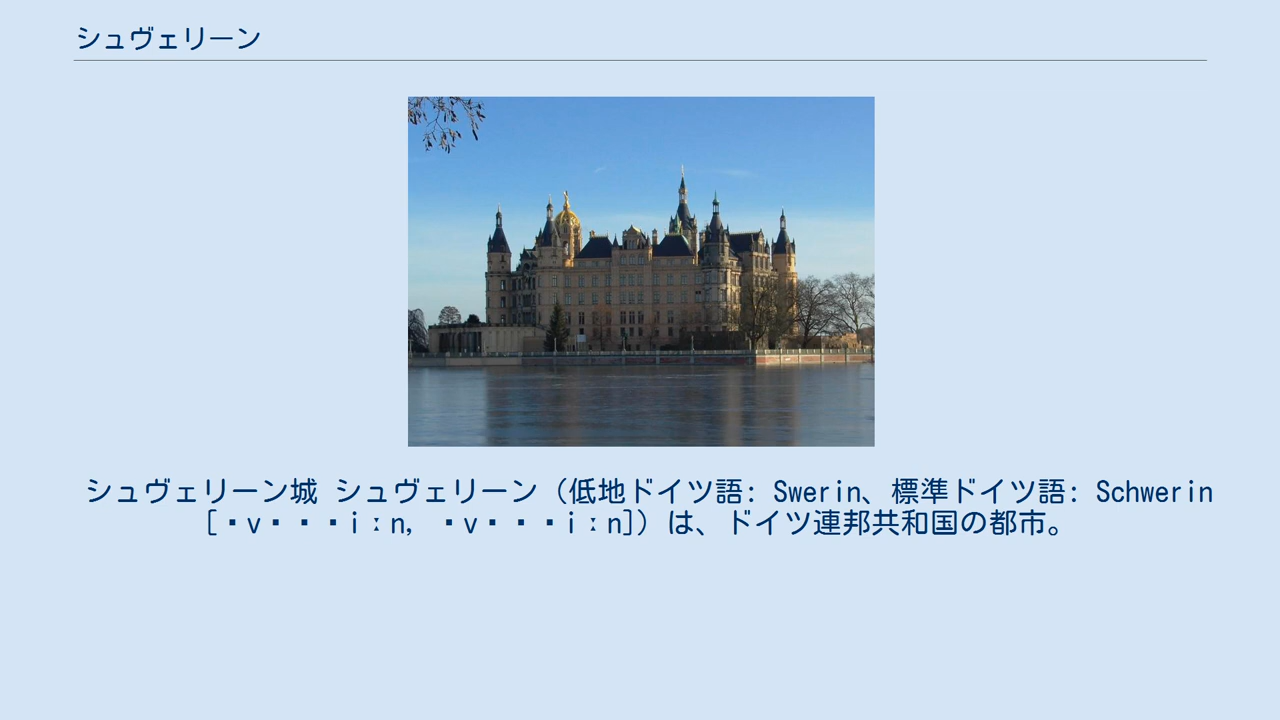 シュヴェリーン
シュヴェリーン城 シュヴェリーン（低地ドイツ語: Swerin、標準ドイツ語: Schwerin
[▪v▪▪▪iːn, ▪v▪▪▪iːn]）は、ドイツ連邦共和国の都市。